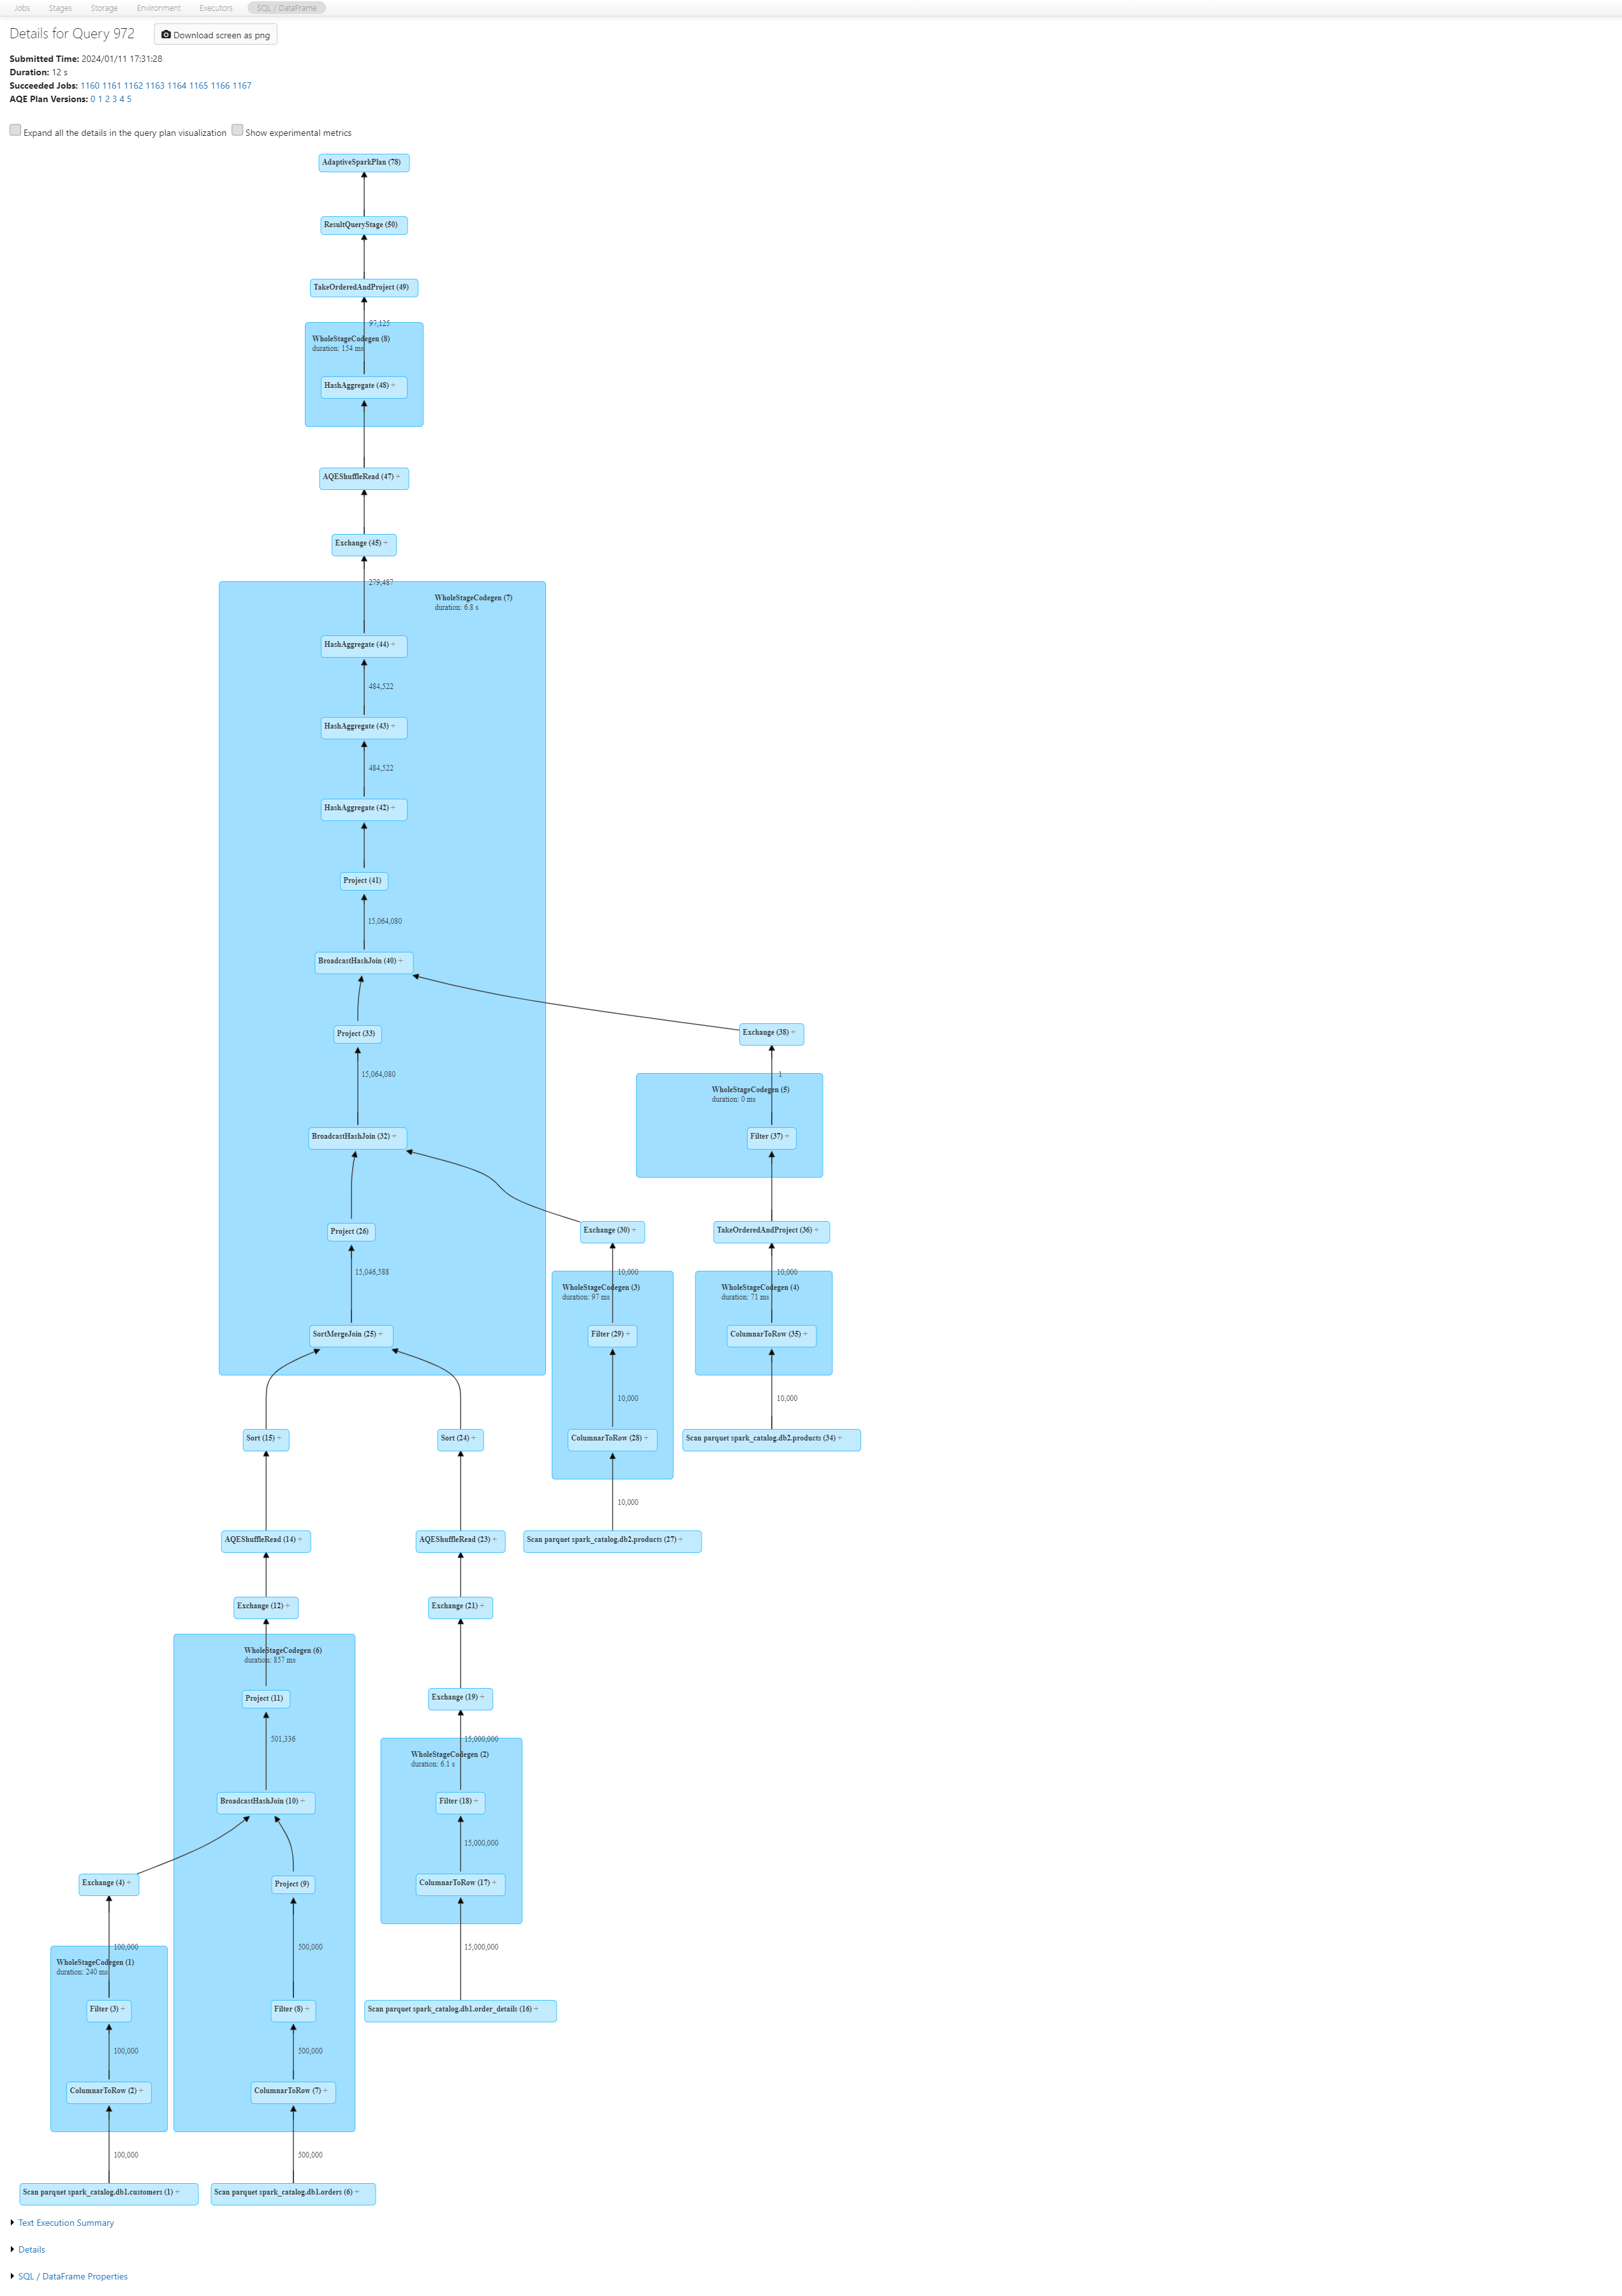 Jobs Stages Storage Environment Executors SQL / DataFrame
Details for Query 972 Download screen as png
Submitted Time: 2024/01/11 17:31:28
Duration: 12 s
Succeeded Jobs: 1160 1161 1162 1163 1164 1165 1166 1167
AQE Plan Versions: 0 1 2 3 4 5
Expand all the details in the query plan visualization Show experimental metrics
AdaptiveSparkPlan (78)
ResultQueryStage (50)
TakeOrderedAndProject (49)
97,125
WholeStageCodegen (8)
duration: 154 ms
HashAggregate (48) ÷
AQEShuffleRead (47) ÷
Exchange (45) ÷
279,487
WholeStageCodegen (7)
duration: 6.8 s
HashAggregate (44) ÷
484,522
HashAggregate (43) ÷
484,522
HashAggregate (42) ÷
Project (41)
15,064,080
BroadcastHashJoin (40) ÷
Project (33) Exchange (38) ÷
15,064,080 1
WholeStageCodegen (5)
duration: 0 ms
BroadcastHashJoin (32) ÷ Filter (37) ÷
Project (26) Exchange (30) ÷ TakeOrderedAndProject (36) ÷
15,046,588 10,000 10,000
WholeStageCodegen (3) WholeStageCodegen (4)
duration: 97 ms duration: 71 ms
SortMergeJoin (25) ÷ Filter (29) ÷ ColumnarToRow (35) ÷
10,000 10,000
Sort (15) ÷ Sort (24) ÷ ColumnarToRow (28) ÷ Scan parquet spark_catalog.db2.products (34) ÷
10,000
AQEShuffleRead (14) ÷ AQEShuffleRead (23) ÷ Scan parquet spark_catalog.db2.products (27) ÷
Exchange (12) ÷ Exchange (21) ÷
WholeStageCodegen (6)
duration: 857 ms
Project (11) Exchange (19) ÷
501,336 15,000,000
WholeStageCodegen (2)
duration: 6.1 s
BroadcastHashJoin (10) ÷ Filter (18) ÷
15,000,000
Exchange (4) ÷ Project (9) ColumnarToRow (17) ÷
100,000 500,000 15,000,000
WholeStageCodegen (1)
duration: 240 ms
Filter (3) ÷ Filter (8) ÷ Scan parquet spark_catalog.db1.order_details (16) ÷
100,000 500,000
ColumnarToRow (2) ÷ ColumnarToRow (7) ÷
100,000 500,000
Scan parquet spark_catalog.db1.customers (1) ÷ Scan parquet spark_catalog.db1.orders (6) ÷
Text Execution Summary
Details
SQL / DataFrame Properties